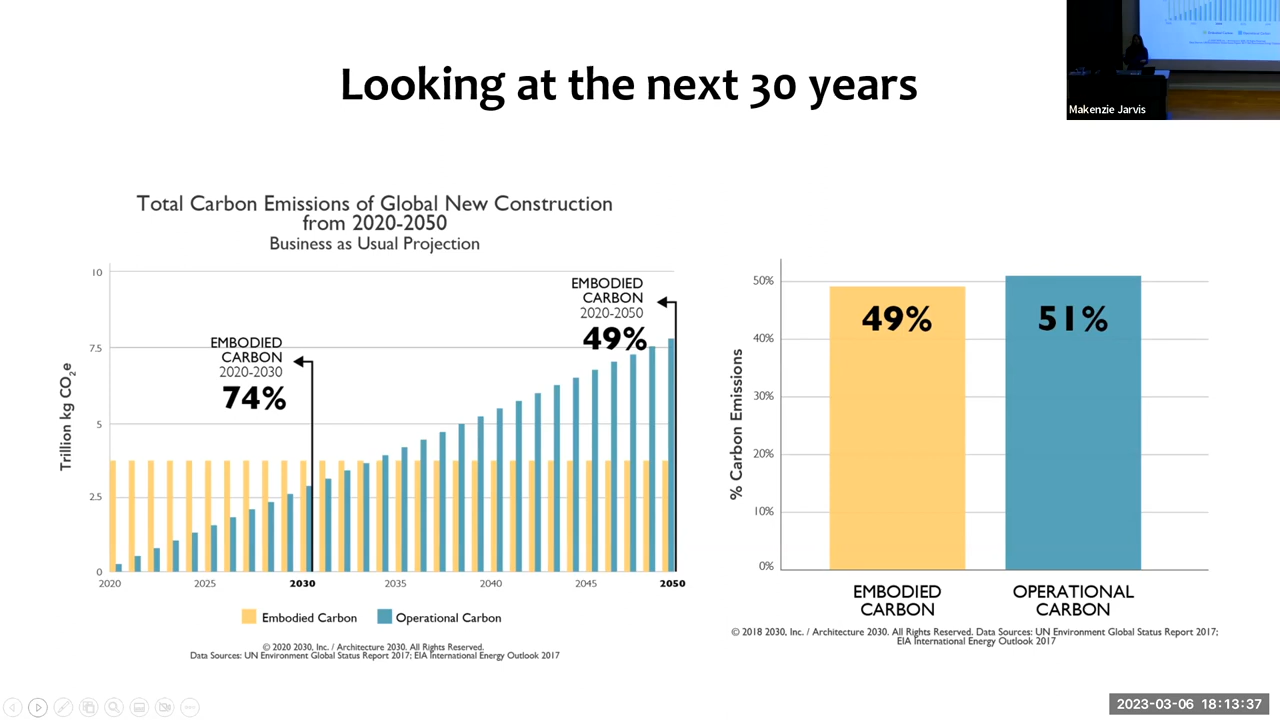 Looking at the next 30 years
Makenzie Jarvis
Total Carbon Emissions of Global New Construction
from 2020-2050
Business as Usual Projection
Trillion kg CO2e
10
7.5
5
2.5
0
EMBODIED
CARBON
2020-2030
74%
EMBODIED
CARBON
2020-2050
49%
2020
2025
2030
2035
2040
2045
2050
Embodied Carbon
Operational Carbon
© 2020 2030, Inc. / Architecture 2030. All Rights Reserved.
Data Sources: UN Environment Global Status Report 2017; EIA International Energy Outlook 2017
% Carbon Emissions
50%
40%
30%
20%
10%
0%
49%
51%
EMBODIED
CARBON
OPERATIONAL
CARBON
© 2018 2030, Inc. / Architecture 2030. All Rights Reserved. Data Sources: UN Environment Global Status Report 2017;
EIA International Energy Outlook 2017
2023-03-06 18:13:37